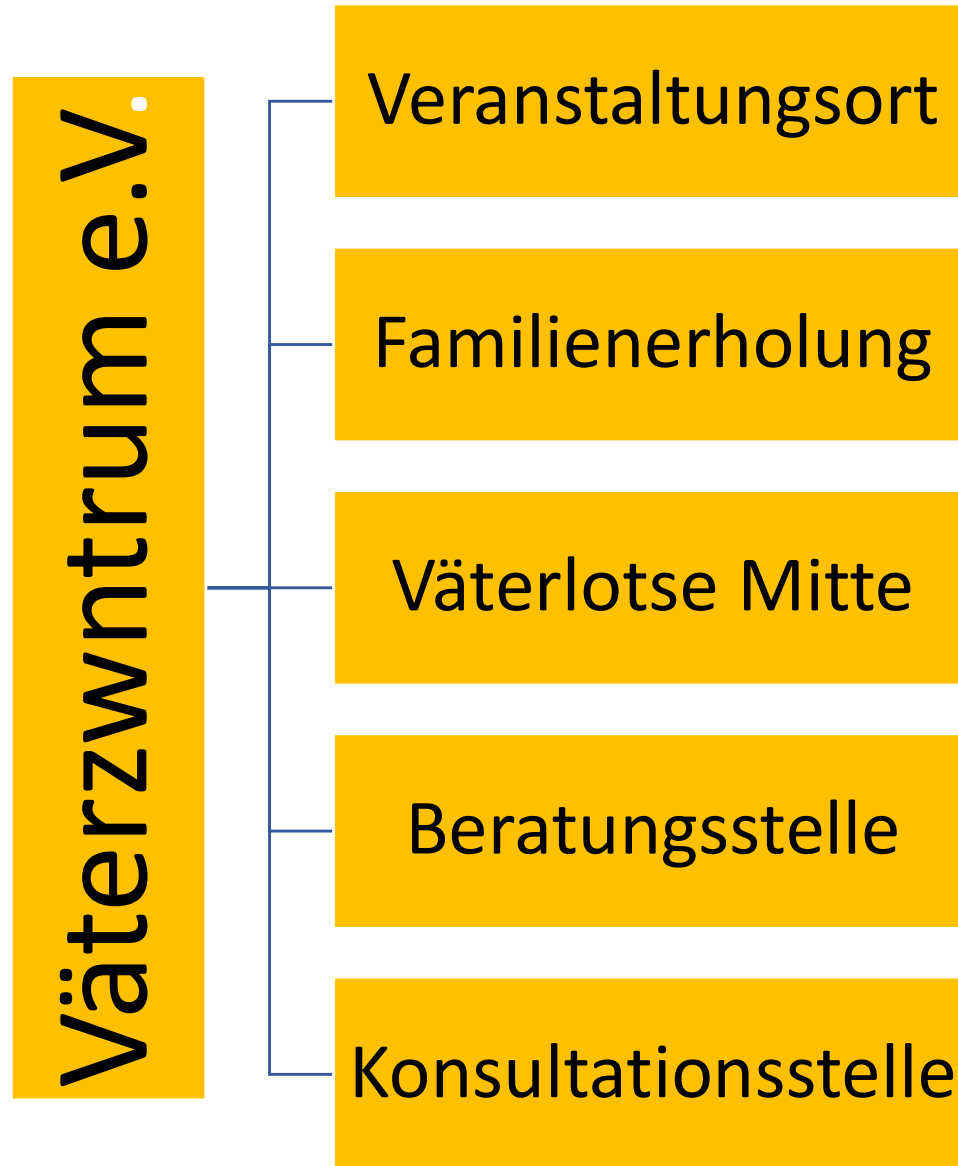 Väterzwntrum e.V.
Veranstaltungsort
Familienerholung
Väterlotse Mitte
Beratungsstelle
Konsultationsstelle